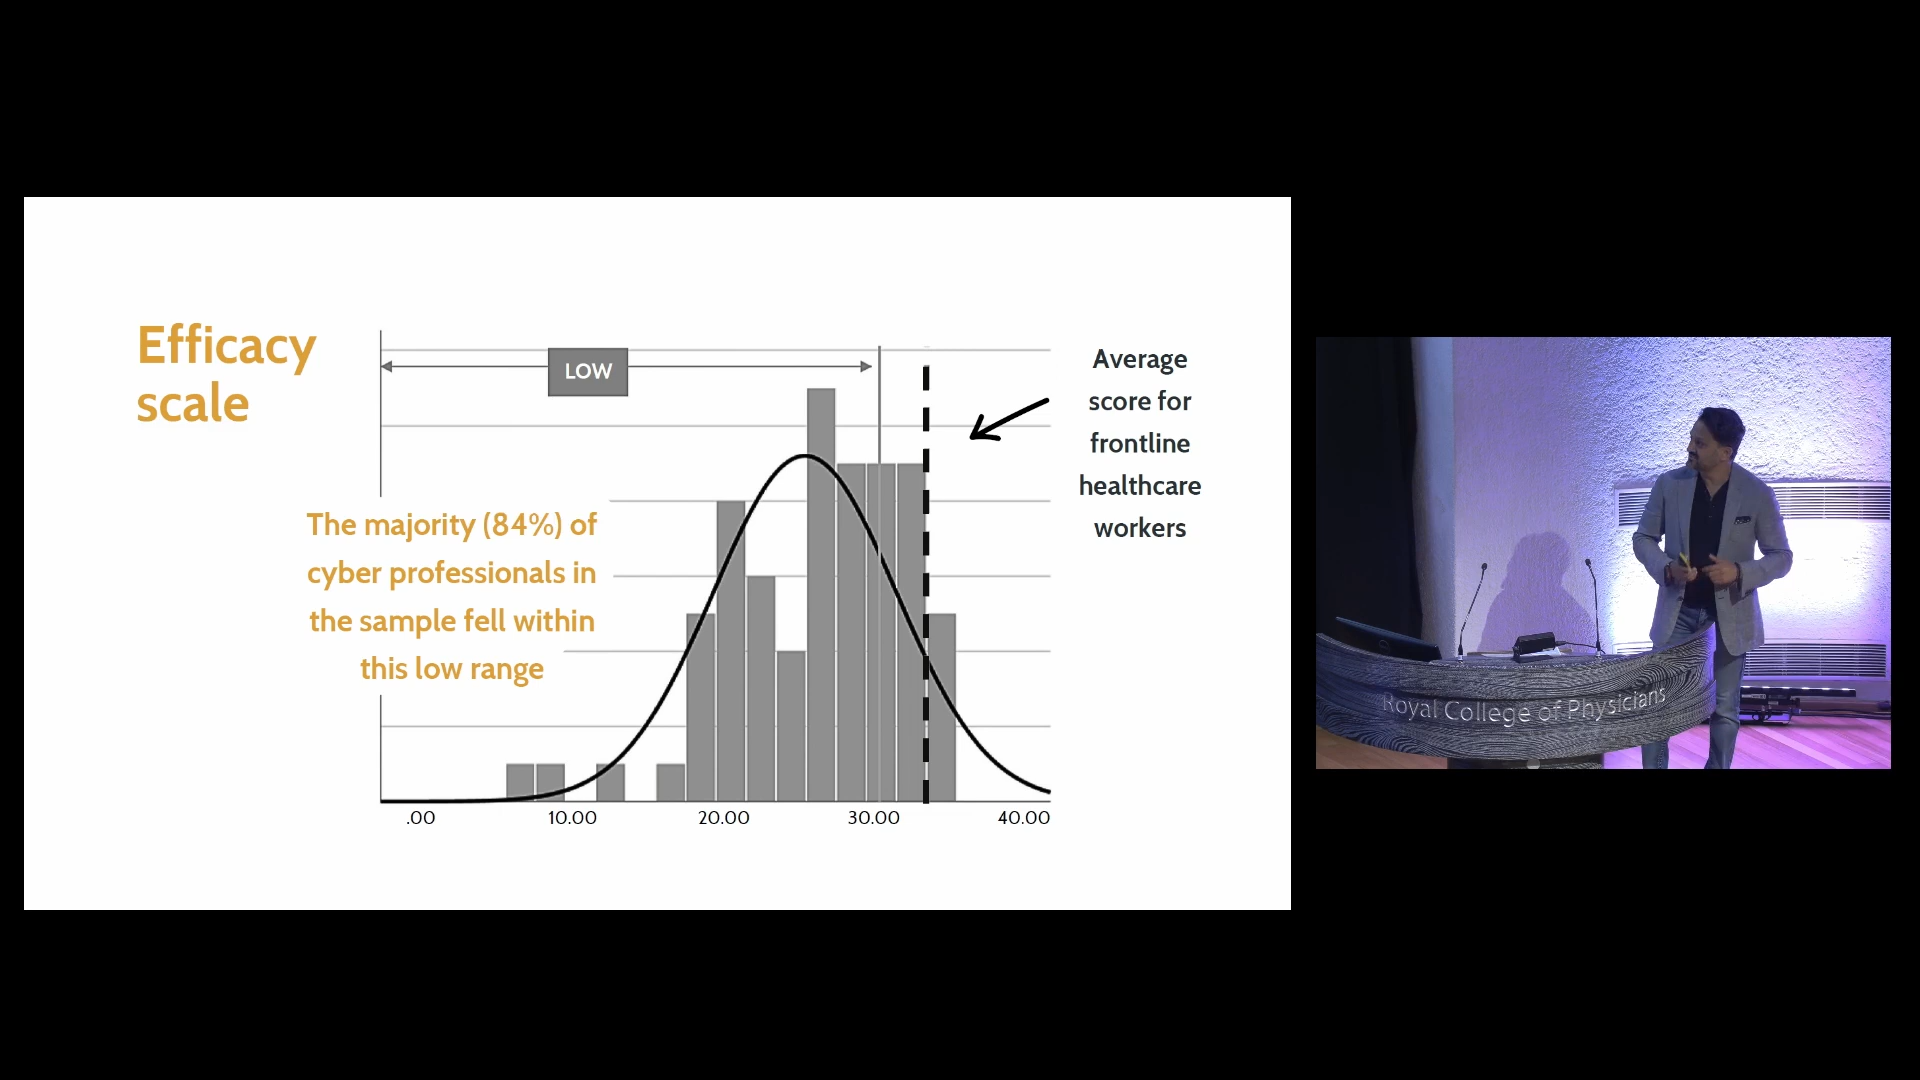 Efficacy
scale
LOW
The majority (84%) of
cyber professionals in
the sample fell within
this low range
Average
score for
frontline
healthcare
workers
.00
10.00
20.00
30.00
40.00
Royal College of Physicians